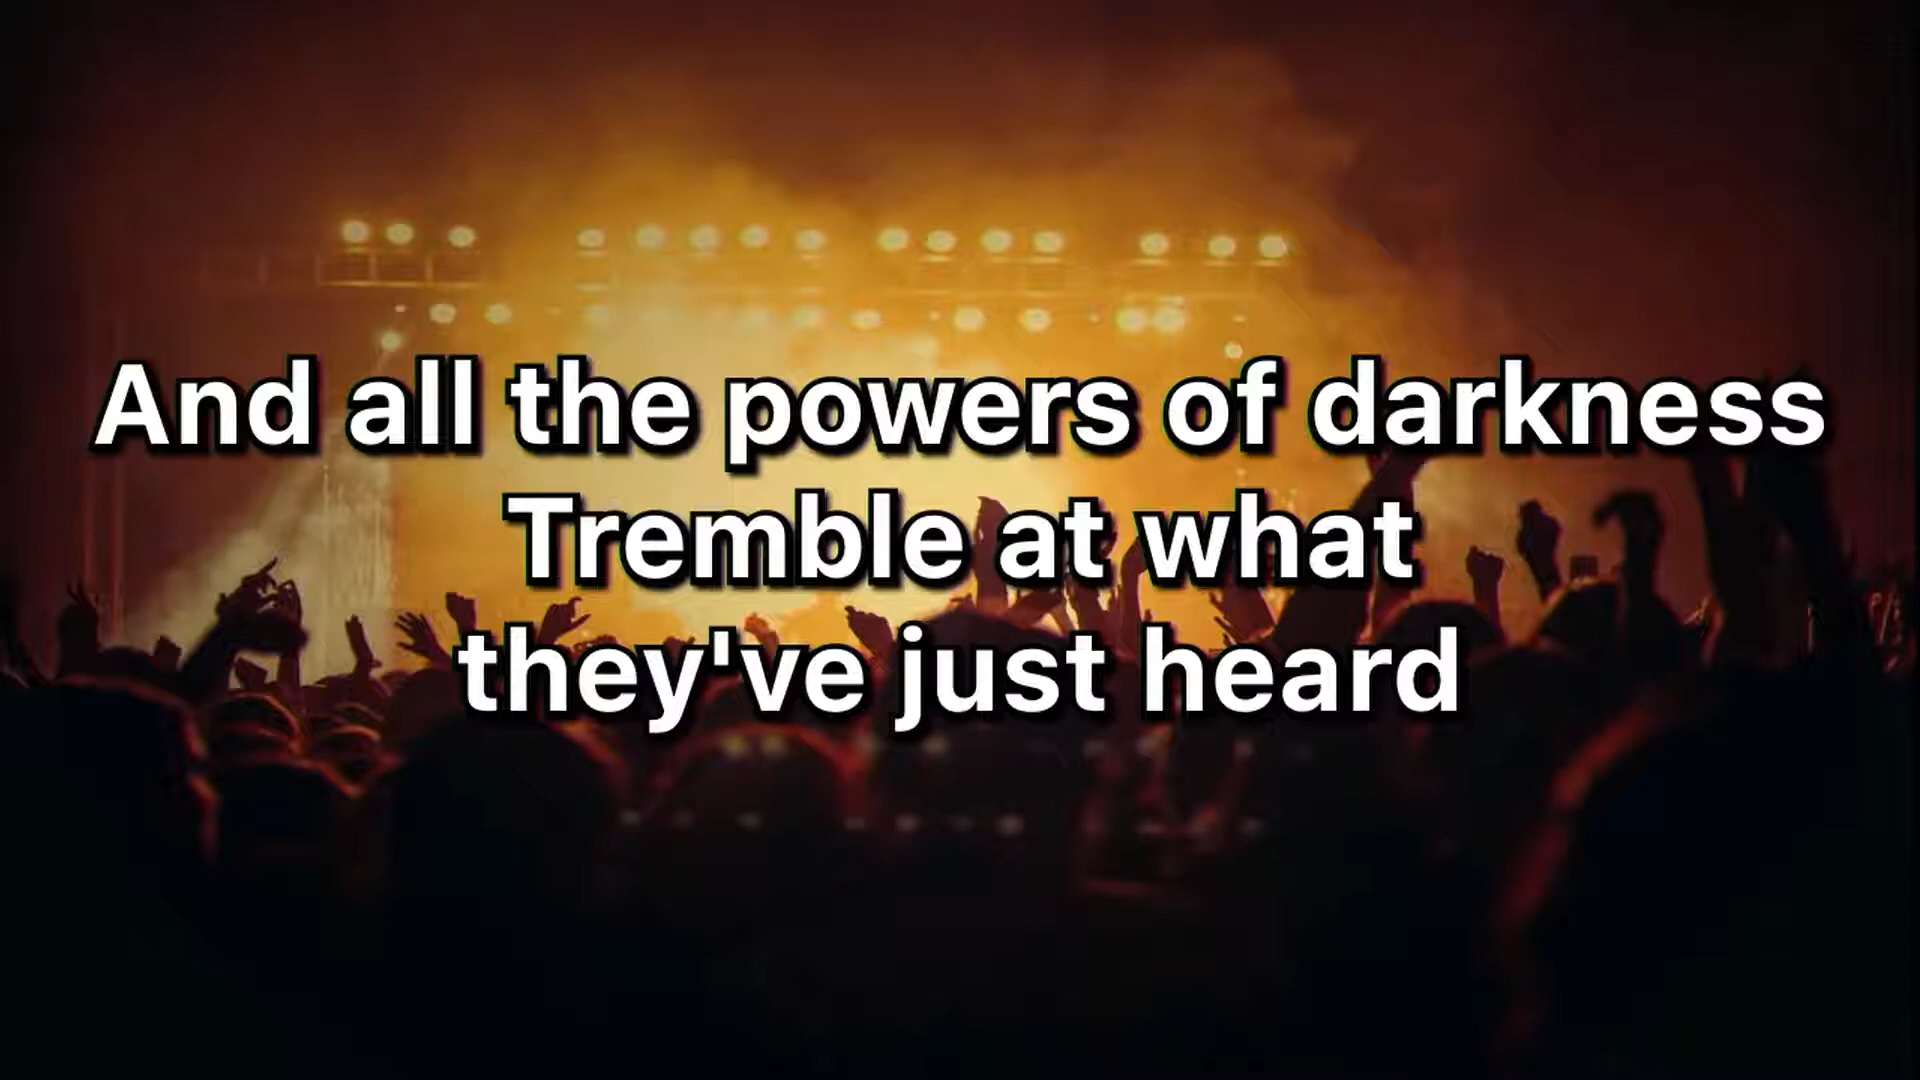 And all the powers of darkness
Tremble at what
they've just heard